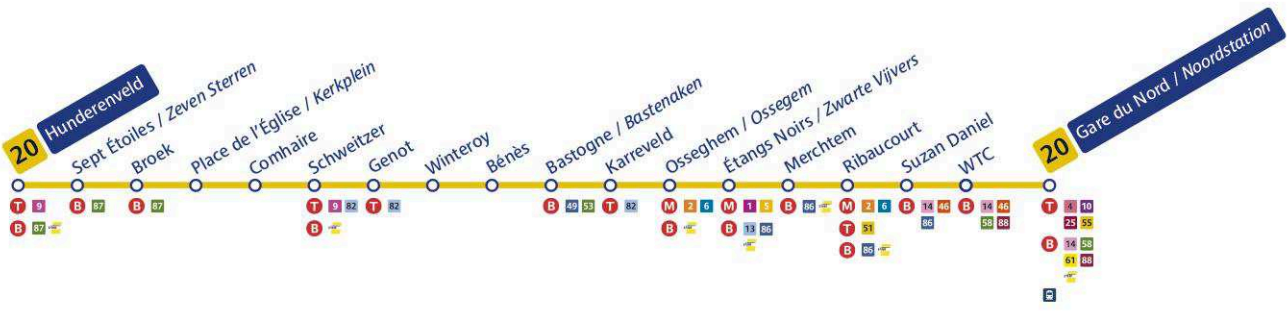 20 Hunderenveld
Sept Étoiles / Zeven Sterren
Broek
Place de l'Église / Kerkplein
Comhaire
Schweitzer
Genot
Winteroy
Bénès
Bastogne / Bastenaken
Karreveld
Osseghem / Ossegem
Étangs Noirs / Zwarte Vijvers
Merchtem
Ribaucourt
Suzan Daniel
WTC
20 Gare du Nord / Noordstation
T 9
B 87
B 87
B 87
T 9 82
B
T 82
B 49 53
T 82
M 2 6
B
M 1 5
B 13 86
B 86
M 2 6
T 51
B 86
B 14 46
86
B 14 46
58 88
T 4 10
25 55
B 14 58
61 88